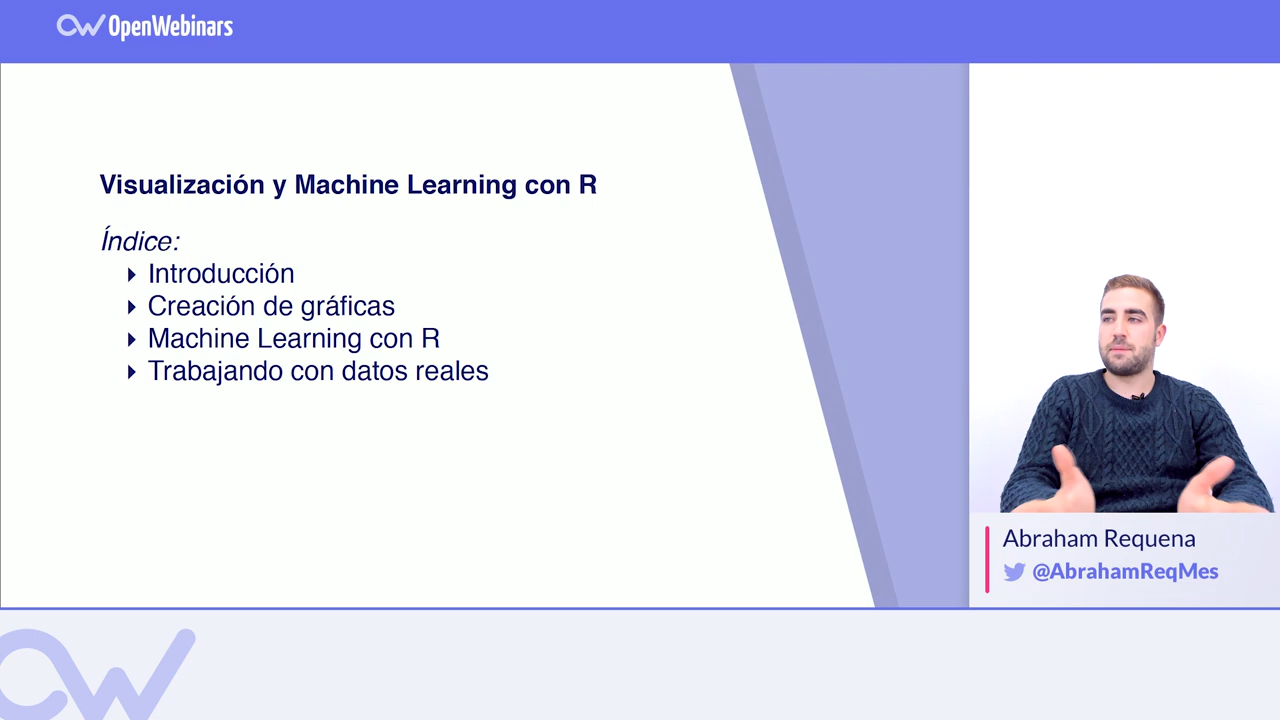 OpenWebinars
Visualización y Machine Learning con R
Índice:
Introducción
Creación de gráficas
Machine Learning con R
Trabajando con datos reales
Abraham Requena
@AbrahamReqMes